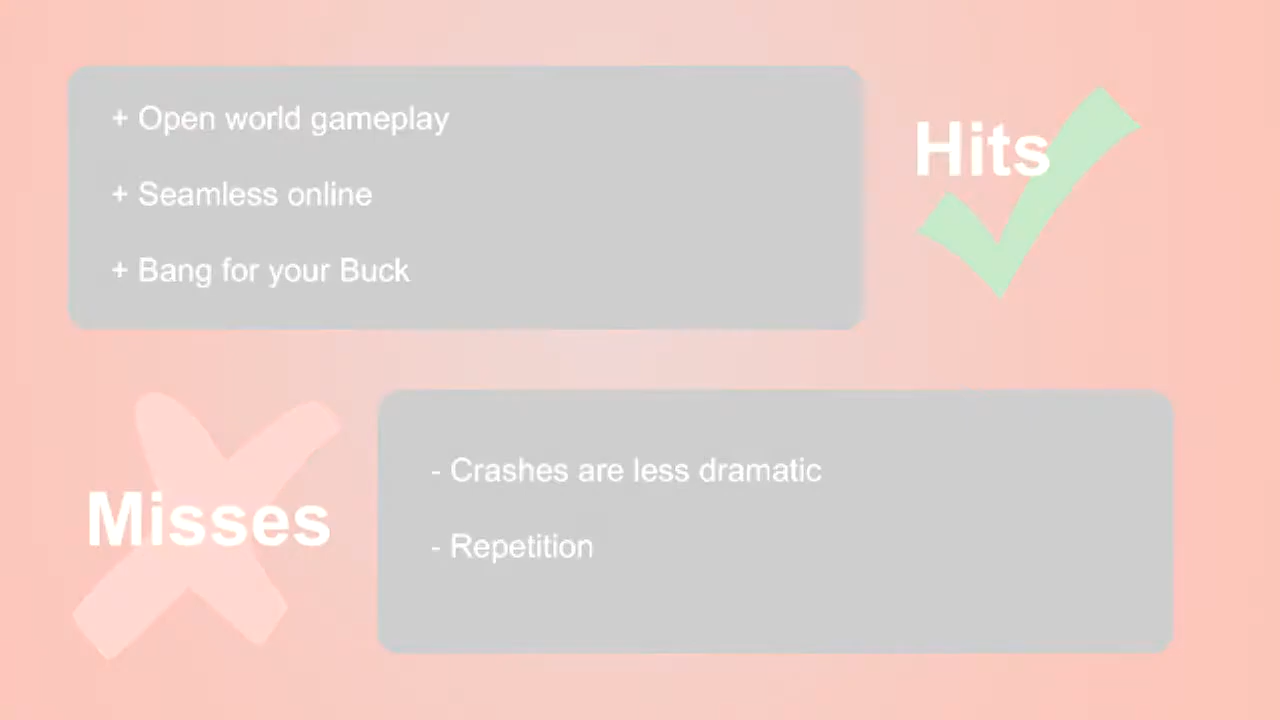 + Open world gameplay
+ Seamless online
+ Bang for your Buck
Hits
Misses
- Crashes are less dramatic
- Repetition